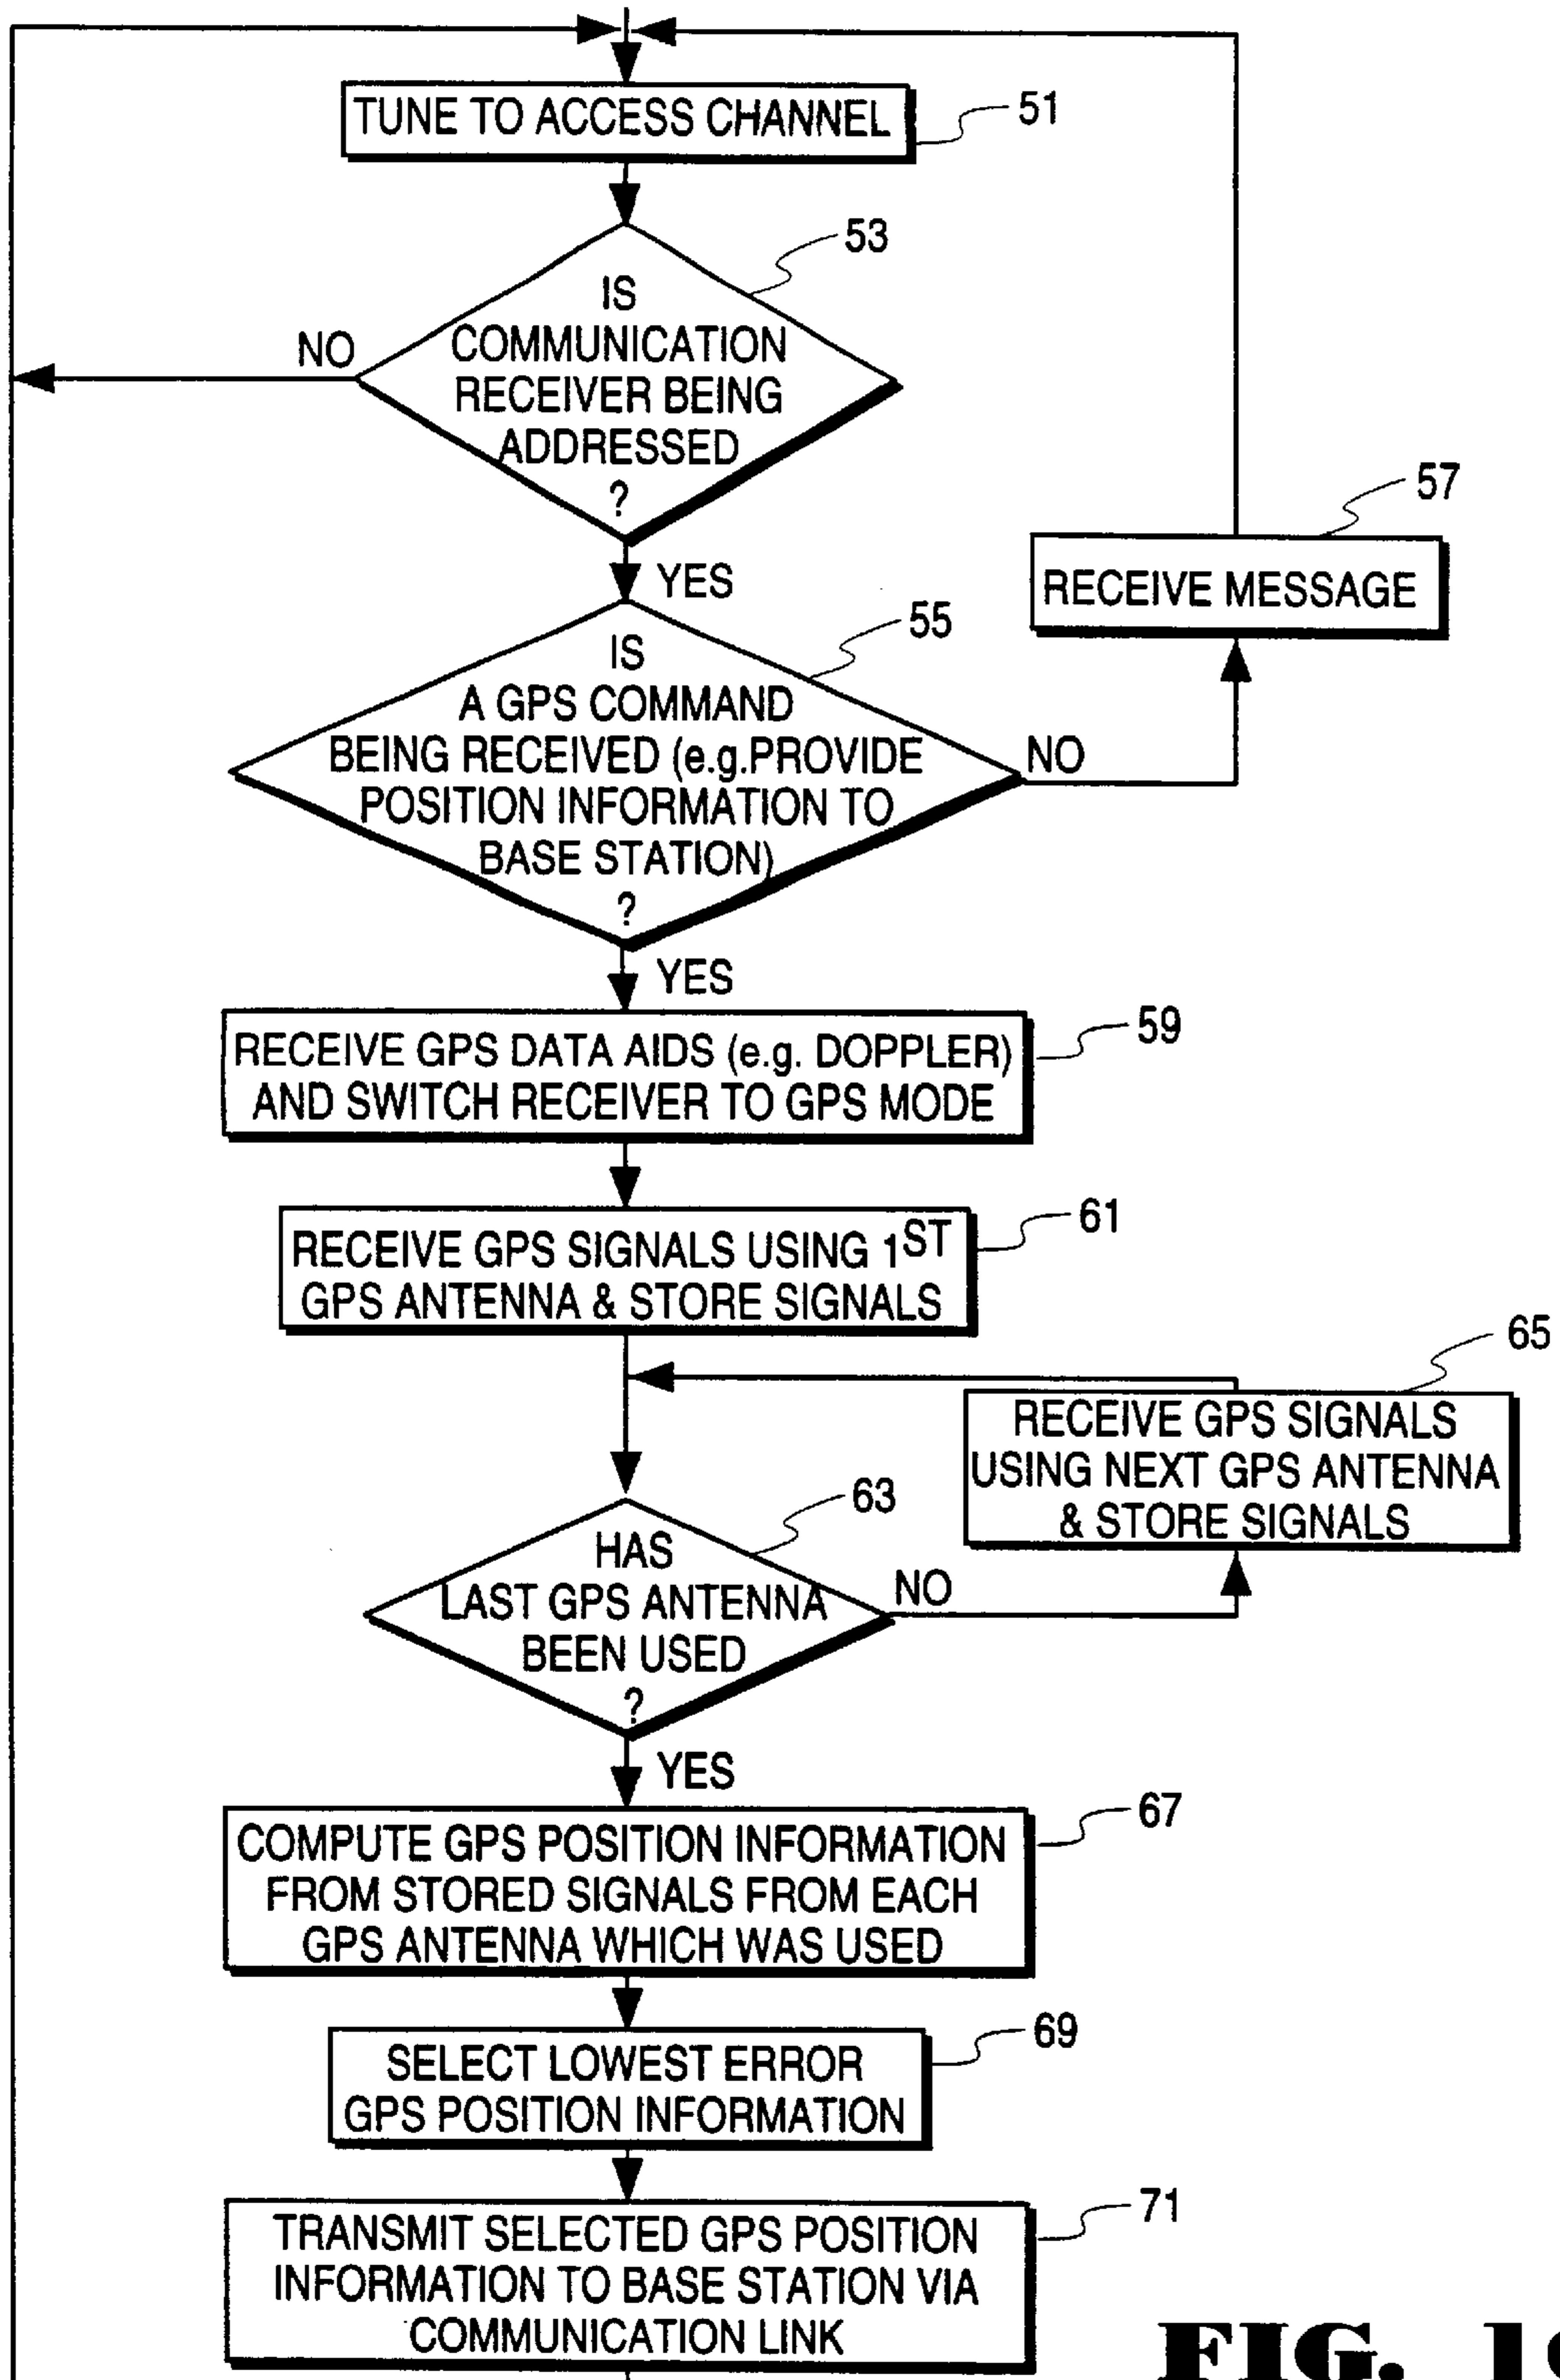 TUNE TO ACCESS CHANNEL
51
53
IS
COMMUNICATION
RECEIVER BEING
ADDRESSED
?
NO
YES
57
RECEIVE MESSAGE
55
IS
A GPS COMMAND
BEING RECEIVED (e.g.PROVIDE
POSITION INFORMATION TO
BASE STATION)
?
NO
YES
RECEIVE GPS DATA AIDS (e.g. DOPPLER)
AND SWITCH RECEIVER TO GPS MODE
59
RECEIVE GPS SIGNALS USING 1ST
GPS ANTENNA & STORE SIGNALS
61
65
RECEIVE GPS SIGNALS
USING NEXT GPS ANTENNA
& STORE SIGNALS
63
HAS
LAST GPS ANTENNA
BEEN USED
?
NO
YES
COMPUTE GPS POSITION INFORMATION
FROM STORED SIGNALS FROM EACH
GPS ANTENNA WHICH WAS USED
67
SELECT LOWEST ERROR
GPS POSITION INFORMATION
69
TRANSMIT SELECTED GPS POSITION
INFORMATION TO BASE STATION VIA
COMMUNICATION LINK
71
FIG.